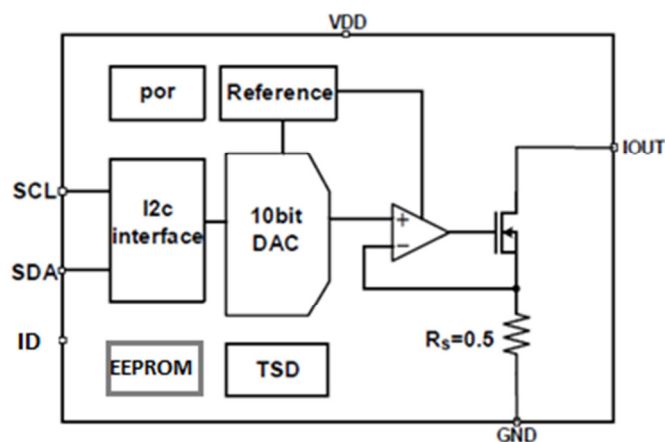 VDD
por
Reference
IOUT
SCL
I2c
interface
10bit
DAC
+
−
SDA
ID
Rs=0.5
EEPROM
TSD
GND